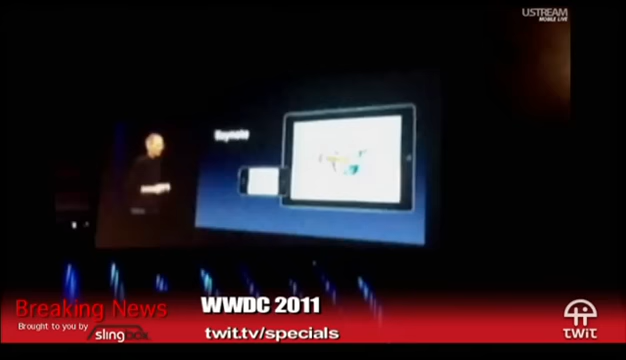 USTREAM
MOBILE LIVE
Keynote
Breaking News
WWDC 2011
Brought to you by slingbox
twit.tv/specials
TWiT